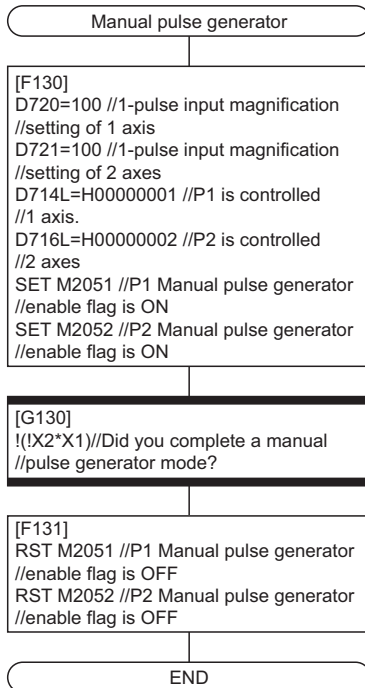 Manual pulse generator
[F130]
D720=100 //1-pulse input magnification
//setting of 1 axis
D721=100 //1-pulse input magnification
//setting of 2 axes
D714L=H00000001 //P1 is controlled
//1 axis.
D716L=H00000002 //P2 is controlled
//2 axes
SET M2051 //P1 Manual pulse generator
//enable flag is ON
SET M2052 //P2 Manual pulse generator
//enable flag is ON
[G130]
!(!X2*X1)//Did you complete a manual
//pulse generator mode?
[F131]
RST M2051 //P1 Manual pulse generator
//enable flag is OFF
RST M2052 //P2 Manual pulse generator
//enable flag is OFF
END